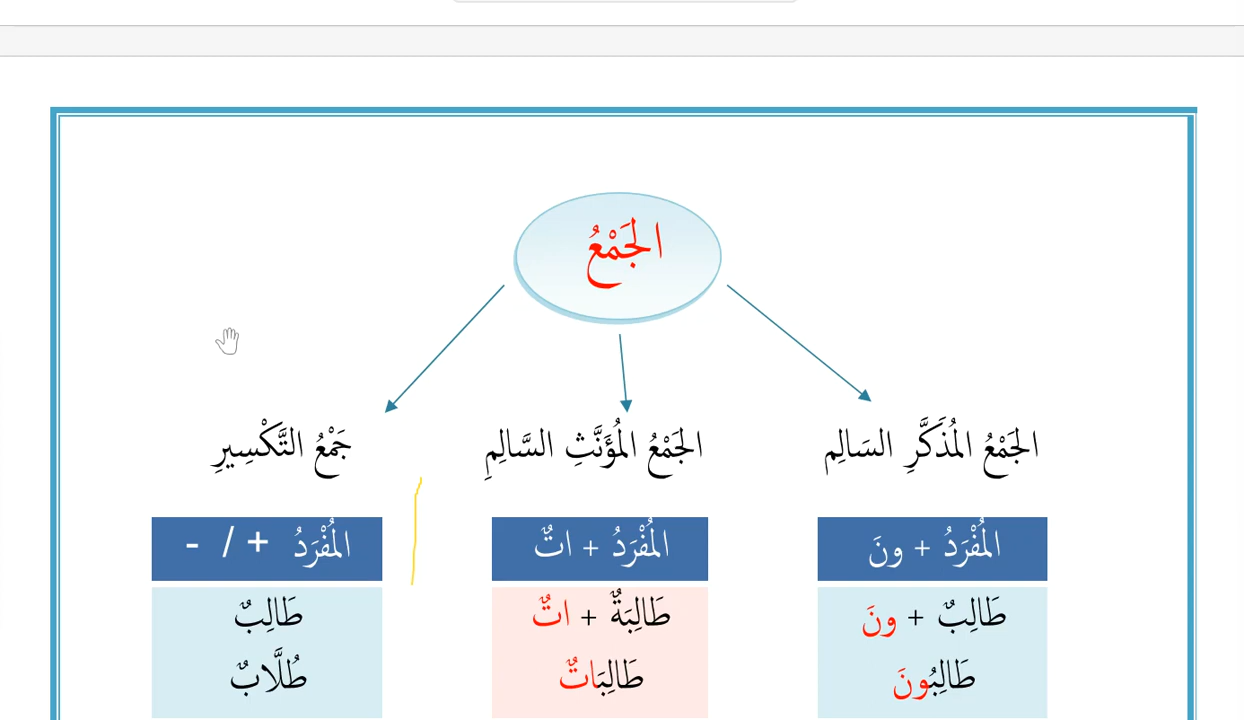 الجَمْعُ
الجَمْعُ المُذَكَّرِ السَالِم
الجَمْعُ المُؤَنَّثِ السَّالِمِ
جَمْعُ التَّكْسِيرِ
المُفْرَدُ + ونَ
المُفْرَدُ + اتٌ
المُفْرَدُ + / -
طَالِبٌ + ونَ
طَالِبَةٌ + اتٌ
طَالِبٌ
طَالِبُونَ
طَالِبَاتٌ
طُلَّابٌ